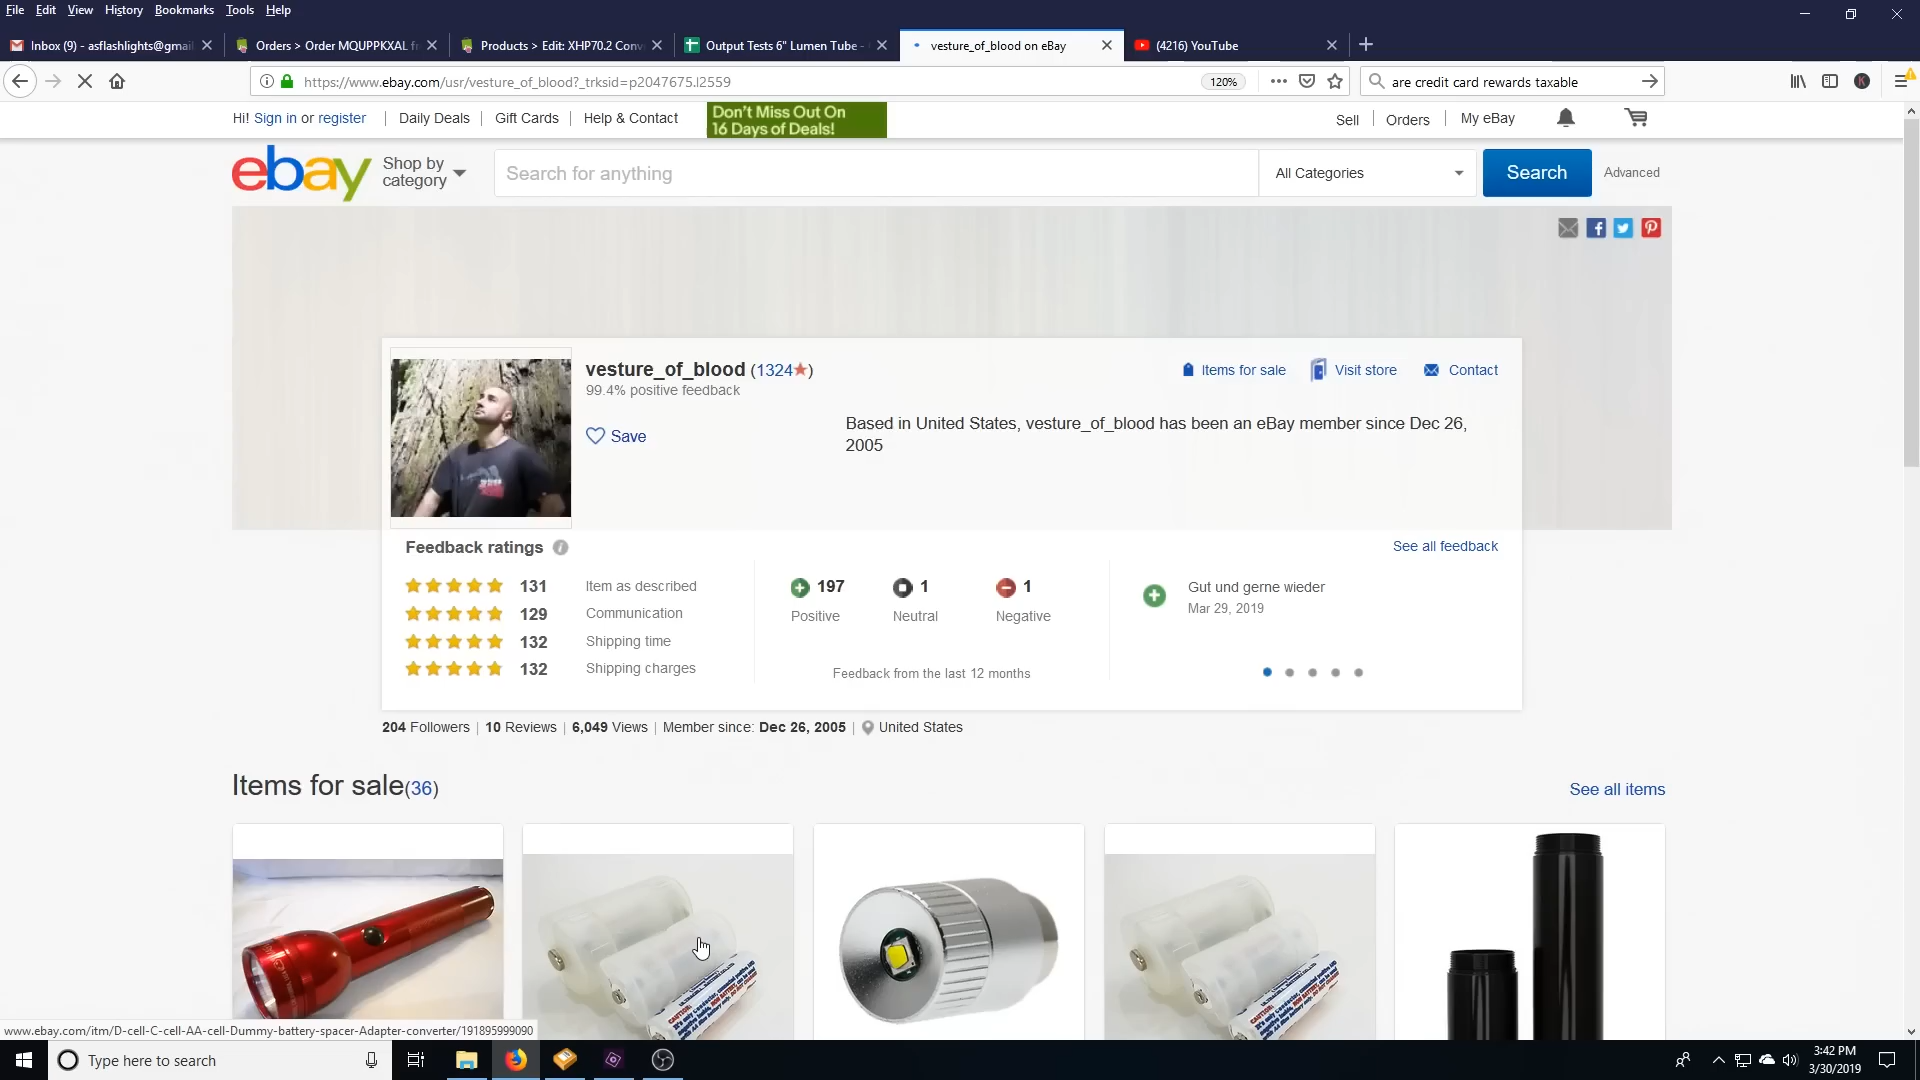 File Edit View History Bookmarks Tools Help
Inbox (9) - asflashlights@gmail
Orders > Order MQUPPKXAL fr
Products > Edit: XHP70.2 Conv
Output Tests 6" Lumen Tube -
vesture_of_blood on eBay
(4216) YouTube
https://www.ebay.com/usr/vesture_of_blood?_trksid=p2047675.l2559
120%
are credit card rewards taxable
Hi! Sign in or register
Daily Deals
Gift Cards
Help & Contact
Don't Miss Out On
16 Days of Deals!
Sell
Orders
My eBay
ebay
Shop by
category
Search for anything
All Categories
Search
Advanced
vesture_of_blood (1324)
99.4% positive feedback
Items for sale
Visit store
Contact
Save
Based in United States, vesture_of_blood has been an eBay member since Dec 26,
2005
Feedback ratings
See all feedback
131 Item as described
129 Communication
132 Shipping time
132 Shipping charges
197 Positive
1 Neutral
1 Negative
Feedback from the last 12 months
Gut und gerne wieder
Mar 29, 2019
204 Followers | 10 Reviews | 6,049 Views | Member since: Dec 26, 2005 | United States
Items for sale(36)
See all items
www.ebay.com/itm/D-cell-C-cell-AA-cell-Dummy-battery-spacer-Adapter-converter/191895999090
Type here to search
3:42 PM
3/30/2019